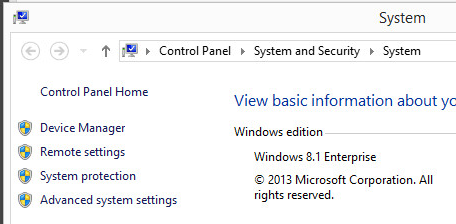 System
Control Panel System and Security System
Control Panel Home
Device Manager
Remote settings
System protection
Advanced system settings
View basic information about
Windows edition
Windows 8.1 Enterprise
© 2013 Microsoft Corporation. All
rights reserved.